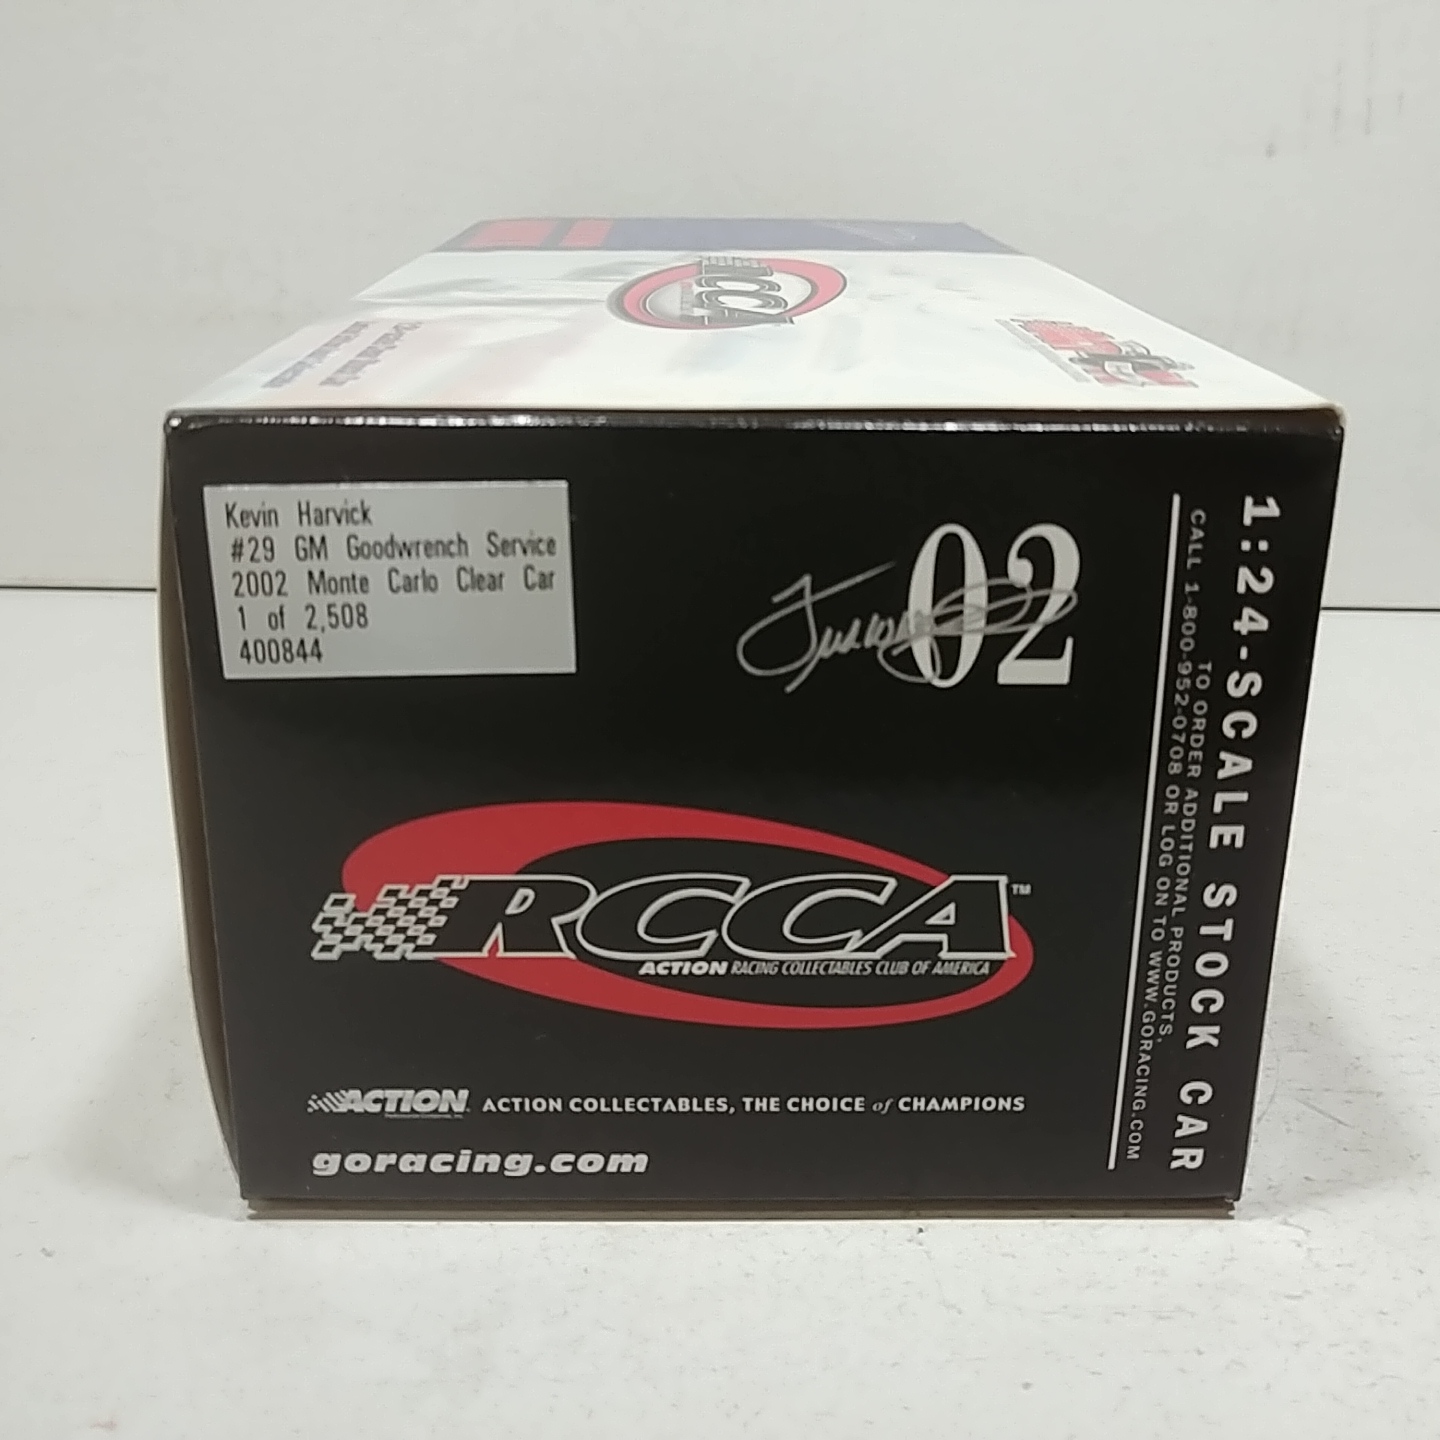 RCCA
Kevin Harvick
#29 GM Goodwrench Service
2002 Monte Carlo Clear Car
1 of 2,508
400844
02
RCCA™
ACTION RACING COLLECTABLES CLUB OF AMERICA
ACTION
ACTION COLLECTABLES, THE CHOICE of CHAMPIONS
goracing.com
1:24-SCALE STOCK CAR
TO ORDER ADDITIONAL PRODUCTS,
CALL 1-800-952-0708 OR LOG ON TO WWW.GORACING.COM